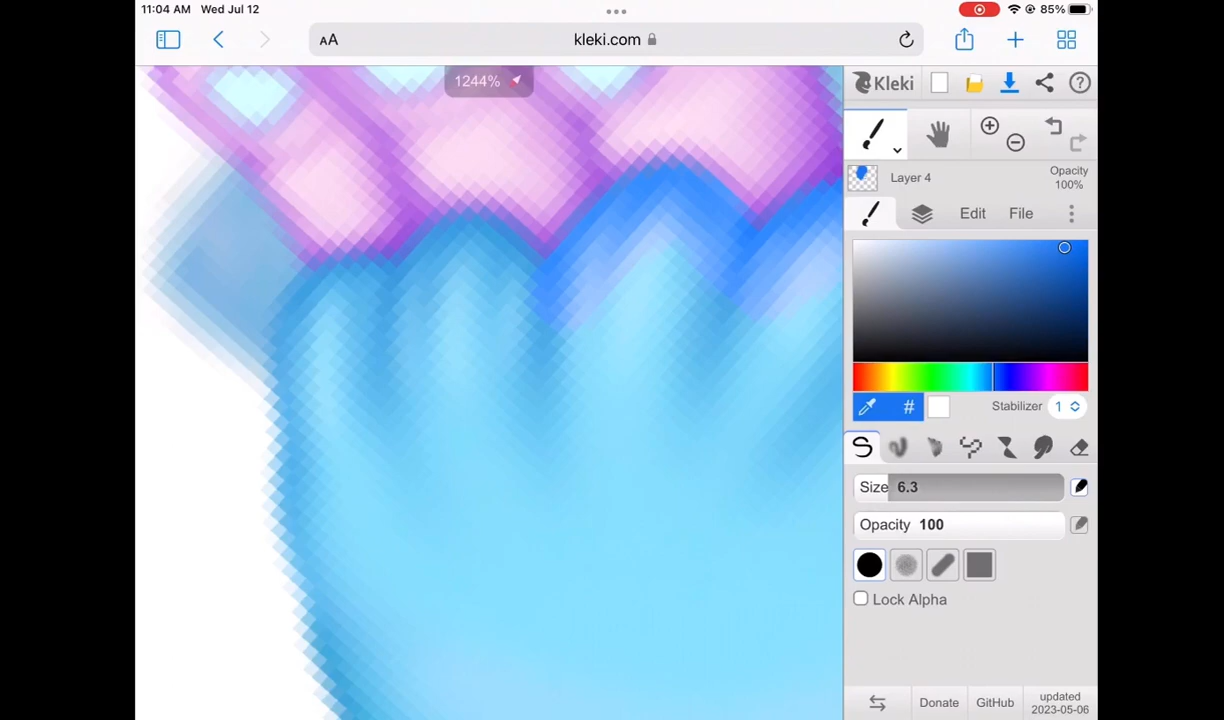 11:04 AM Wed Jul 12
85%
AA
kleki.com
1244%
Kleki
Layer 4
Opacity
100%
Edit File
# Stabilizer 1
Size 6.3
Opacity 100
Lock Alpha
Donate GitHub
updated
2023-05-06